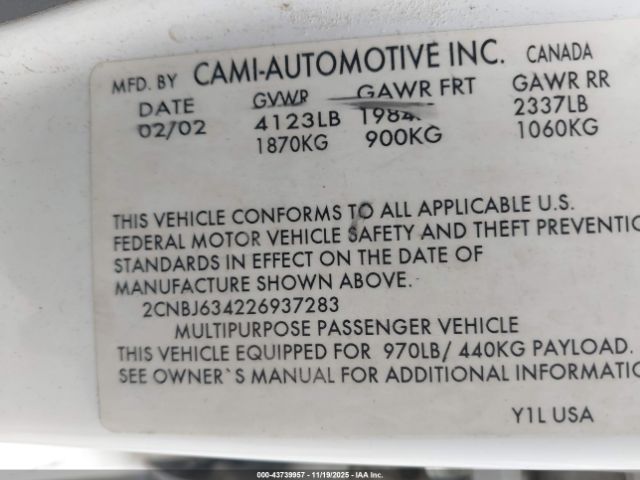 MFD. BY CAMI-AUTOMOTIVE INC. CANADA
DATE GVWR GAWR FRT GAWR RR
02/02 4123LB 1984 2337LB
1870KG 900KG 1060KG
THIS VEHICLE CONFORMS TO ALL APPLICABLE U.S.
FEDERAL MOTOR VEHICLE SAFETY AND THEFT PREVENTIO
STANDARDS IN EFFECT ON THE DATE OF
MANUFACTURE SHOWN ABOVE.
2CNBJ634226937283
MULTIPURPOSE PASSENGER VEHICLE
THIS VEHICLE EQUIPPED FOR 970LB/ 440KG PAYLOAD.
SEE OWNER`S MANUAL FOR ADDITIONAL INFORMATIO
Y1L USA
000-43739957 | 11/19/2025 | IAA Inc.